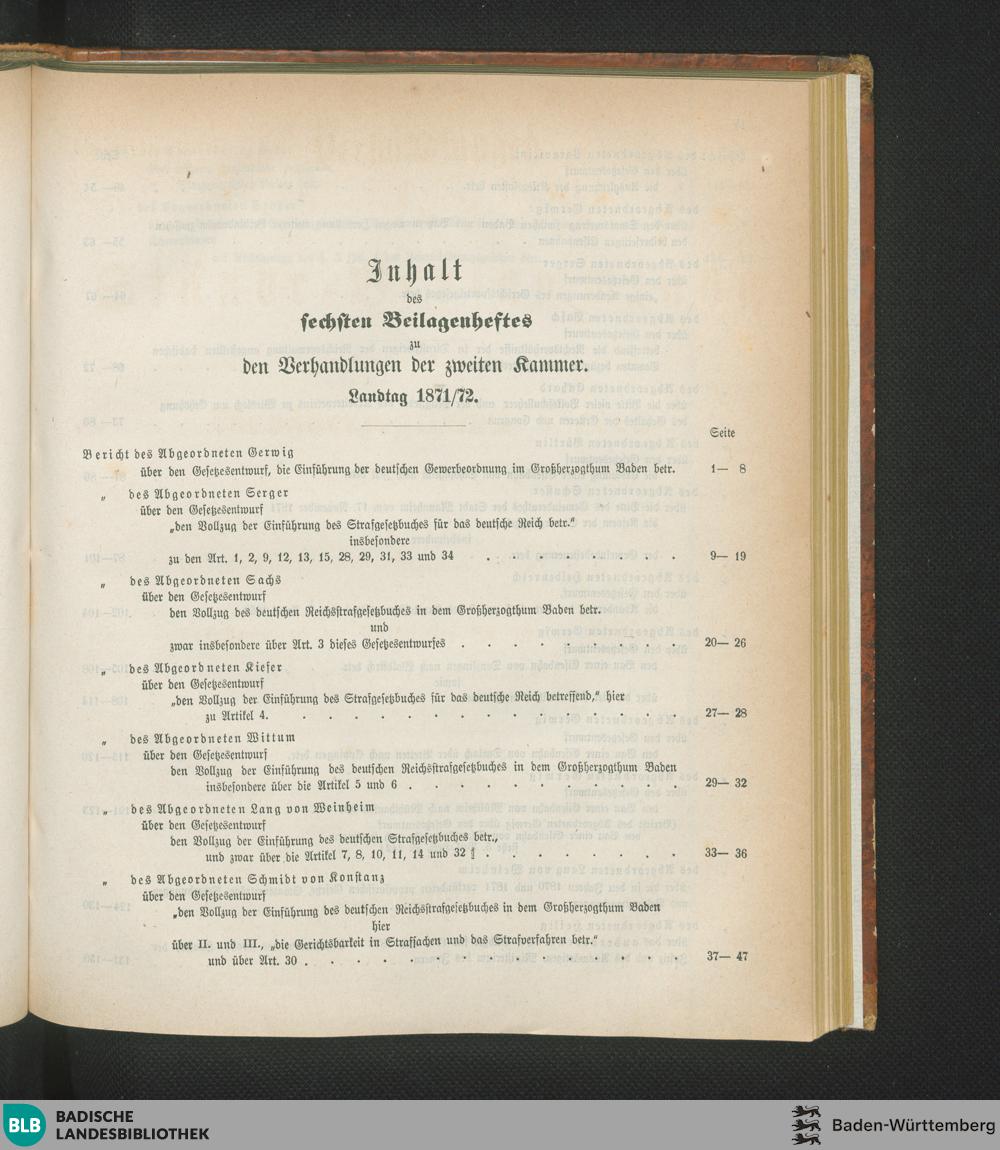 Inhalt
des
sechsten Beilagenheftes
zu
den Verhandlungen der zweiten Kammer.
Landtag 1871/72.
Seite
Bericht des Abgeordneten Gerwig
über den Gesetzesentwurf, die Einführung der deutschen Gewerbeordnung im Großherzogthum Baden betr. 1— 8
„ des Abgeordneten Serger
über den Gesetzesentwurf
„den Vollzug der Einführung des Strafgesetzbuches für das deutsche Reich betr.“
insbesondere
zu den Art. 1, 2, 9, 12, 13, 15, 28, 29, 31, 33 und 34 . . . . . . . . 9— 19
„ des Abgeordneten Sachs
über den Gesetzesentwurf
den Vollzug des deutschen Reichsstrafgesetzbuches in dem Großherzogthum Baden betr.
und
zwar insbesondere über Art. 3 dieses Gesetzesentwurfes . . . . . . . . . 20— 26
„ des Abgeordneten Kiefer
über den Gesetzesentwurf
„den Vollzug der Einführung des Strafgesetzbuches für das deutsche Reich betreffend,“ hier
zu Artikel 4. . . . . . . . . . . . . . . . 27— 28
„ des Abgeordneten Wittum
über den Gesetzesentwurf
den Vollzug der Einführung des deutschen Reichsstrafgesetzbuches in dem Großherzogthum Baden
insbesondere über die Artikel 5 und 6 . . . . . . . . . . . 29— 32
„ des Abgeordneten Lang von Weinheim
über den Gesetzesentwurf
den Vollzug der Einführung des deutschen Strafgesetzbuches betr.,
und zwar über die Artikel 7, 8, 10, 11, 14 und 32 . . . . . . . . 33— 36
„ des Abgeordneten Schmidt von Konstanz
über den Gesetzesentwurf
„den Vollzug der Einführung des deutschen Reichsstrafgesetzbuches in dem Großherzogthum Baden
hier
über II. und III., „die Gerichtsbarkeit in Strafsachen und das Strafverfahren betr.“
und über Art. 30 . . . . . . . . . . . . . . . 37— 47
BLB BADISCHE
LANDESBIBLIOTHEK
Baden-Württemberg